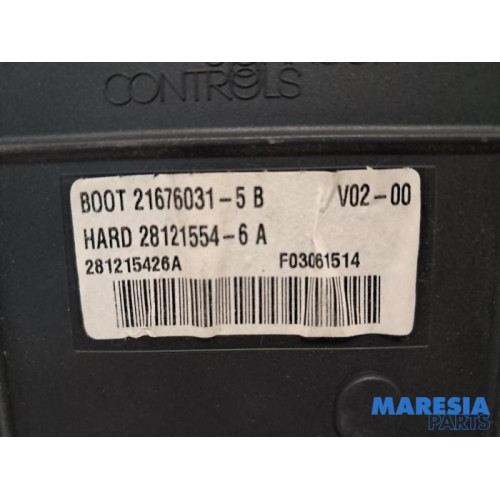 CONTROLS
BOOT 21676031-5 B V02-00
HARD 28121554-6 A
281215426A F03061514
MARESIA
PARTS